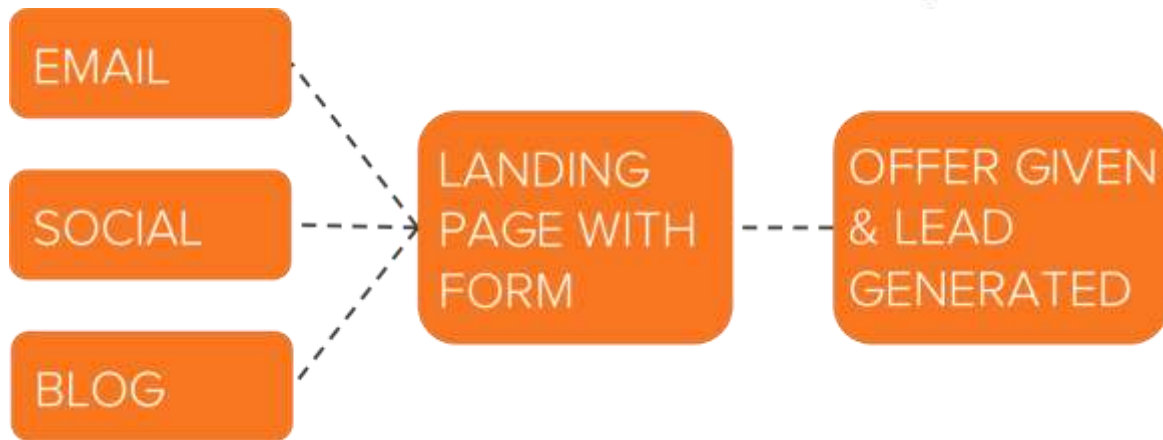 EMAIL
SOCIAL
BLOG
LANDING
PAGE WITH
FORM
OFFER GIVEN
& LEAD
GENERATED